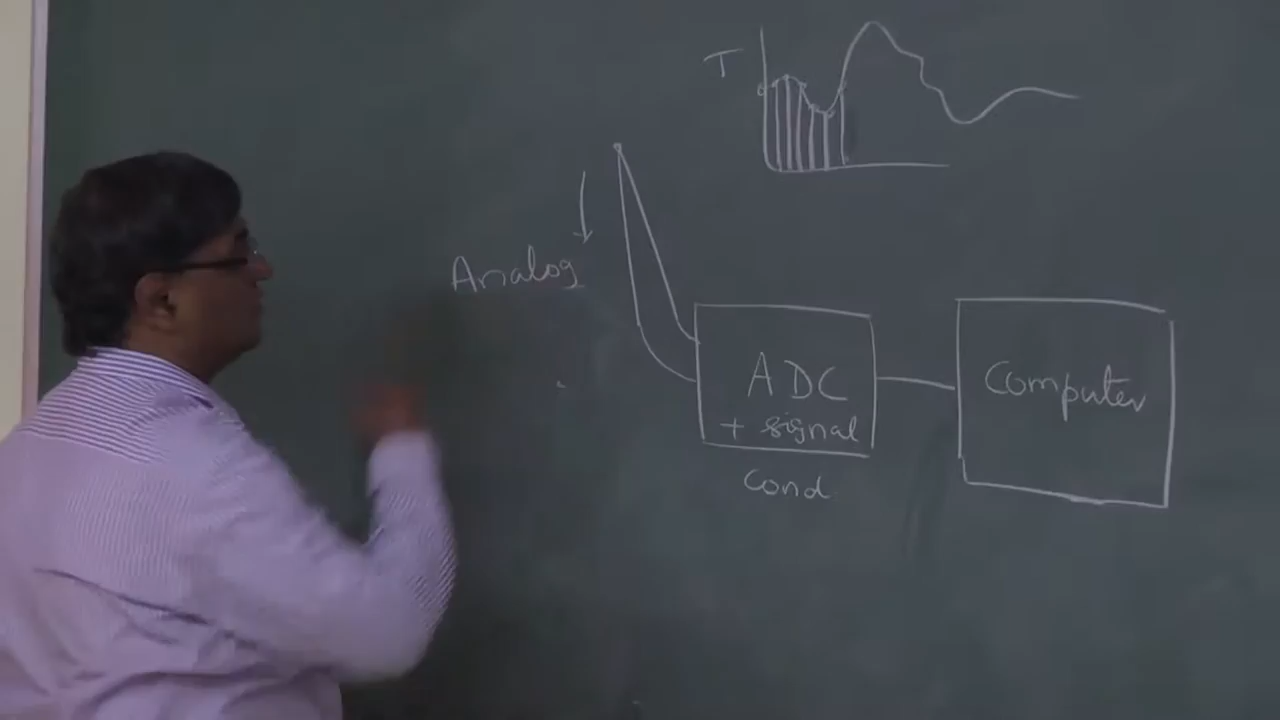 T
Analog
ADC
+ signal
cond.
Computer